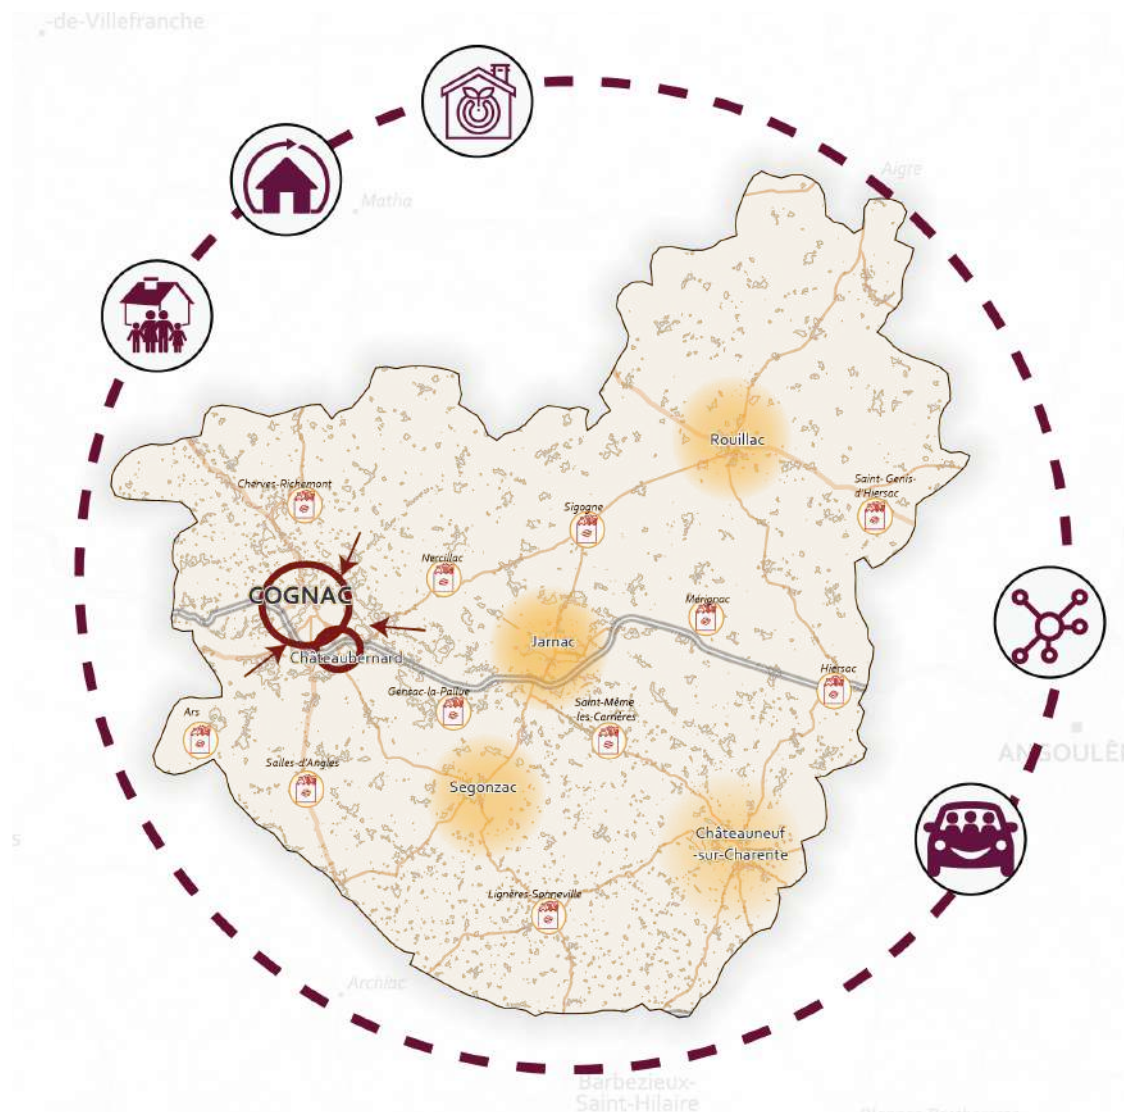 -de-Villefranche
Aigre
Matha
Rouillac
Cherves-Richemont
Saint- Genis-
d'Hiersac
Sigogne
Nercillac
COGNAC
Mérignac
Jarnac
Châteaubernard
Hiersac
Gensac-la-Pallue
Saint-Même
-les-Carrières
Ars
ANGOULÊ
Salles-d'Angles
Segonzac
Châteauneuf
-sur-Charente
s
Lignères-Sonneville
Archiac
Barbezieux-
Saint-Hilaire